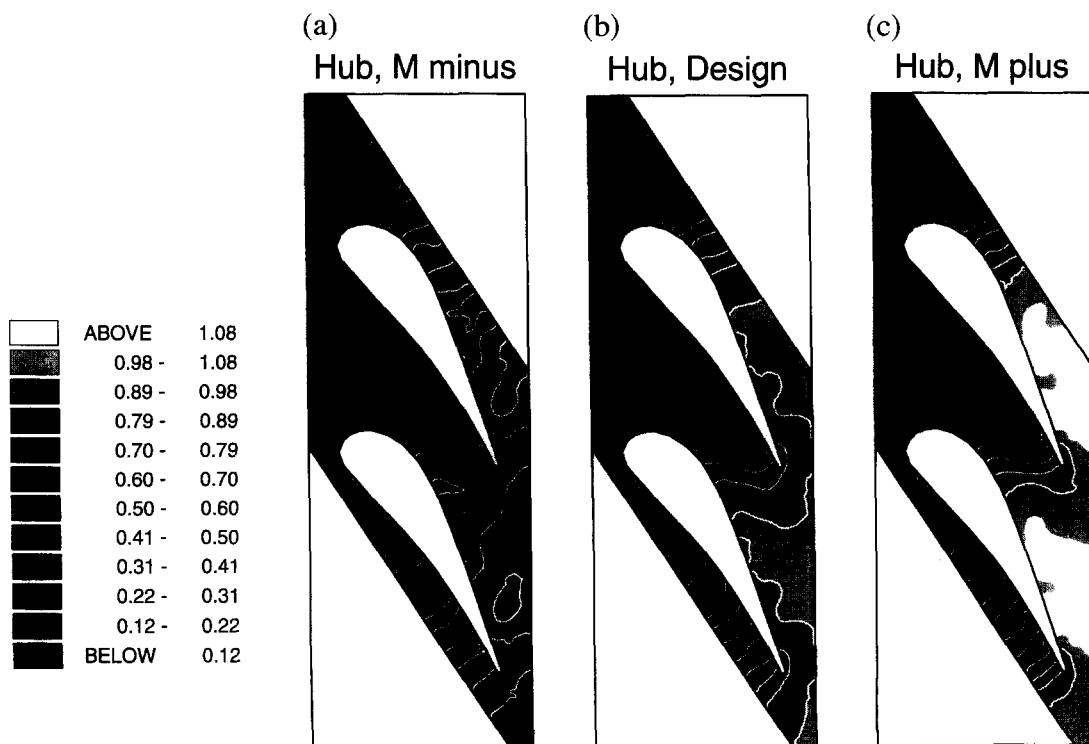 (a)
Hub, M minus
(b)
Hub, Design
(c)
Hub, M plus
ABOVE 1.08
0.98 - 1.08
0.89 - 0.98
0.79 - 0.89
0.70 - 0.79
0.60 - 0.70
0.50 - 0.60
0.41 - 0.50
0.31 - 0.41
0.22 - 0.31
0.12 - 0.22
BELOW 0.12